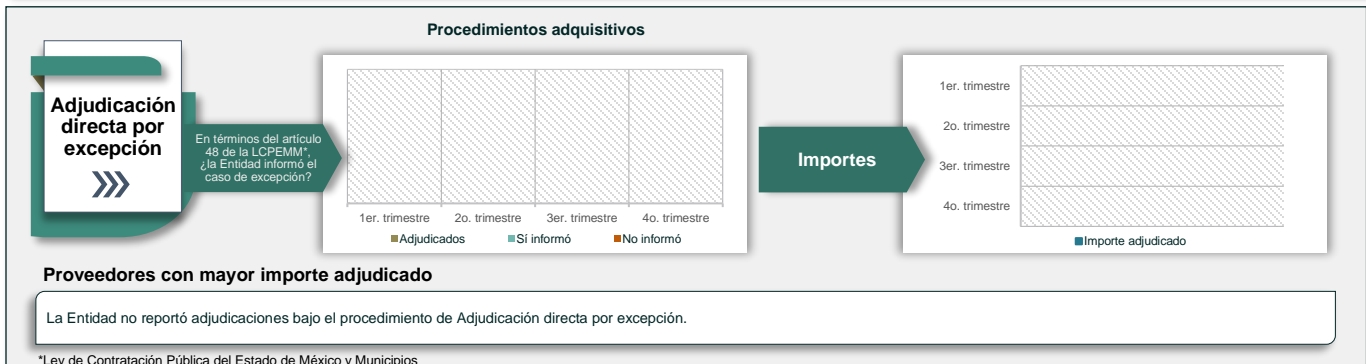 Procedimientos adquisitivos
Adjudicación
directa por
excepción
En términos del artículo
48 de la LCPEMM*,
¿la Entidad informó el
caso de excepción?
1er. trimestre 2o. trimestre 3er. trimestre 4o. trimestre
Adjudicados Sí informó No informó
Importes
1er. trimestre
2o. trimestre
3er. trimestre
4o. trimestre
Importe adjudicado
Proveedores con mayor importe adjudicado
La Entidad no reportó adjudicaciones bajo el procedimiento de Adjudicación directa por excepción.
*Ley de Contratación Pública del Estado de México y Municipios